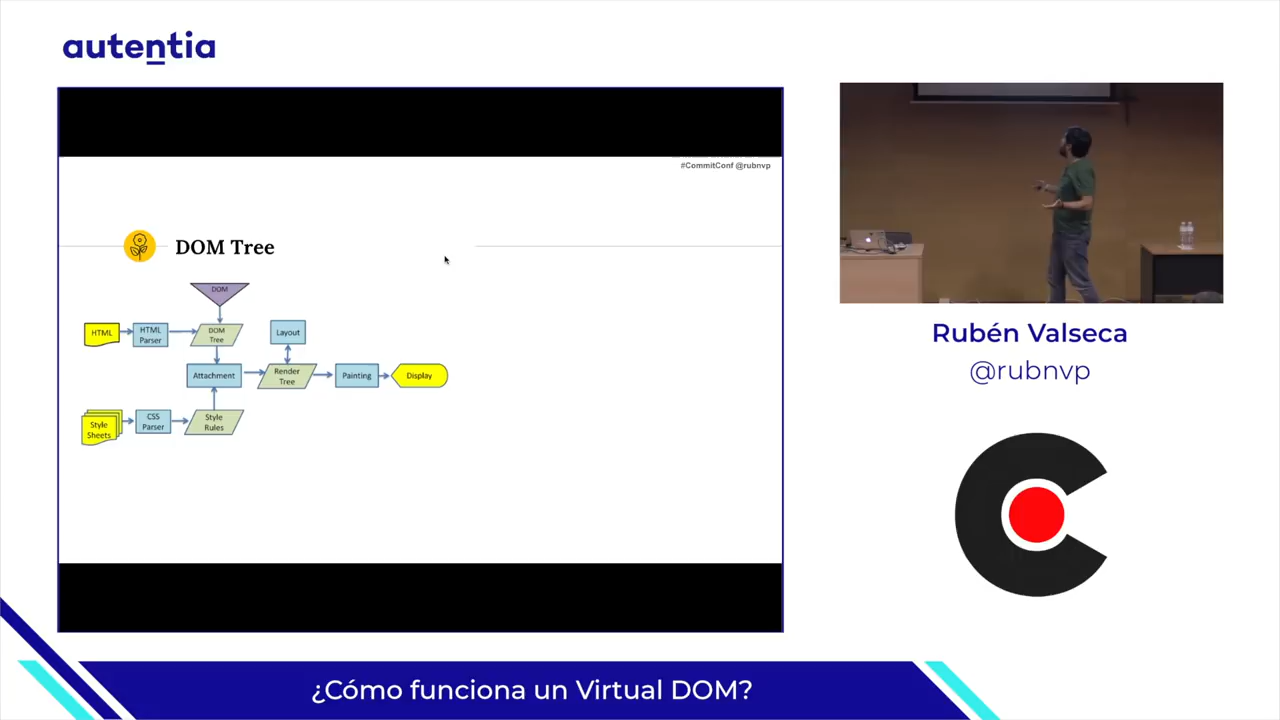 autentia
#CommitConf @rubnvp
DOM Tree
DOM
HTML
HTML
Parser
DOM
Tree
Layout
Attachment
Render
Tree
Painting
Display
Style
Sheets
CSS
Parser
Style
Rules
Rubén Valseca
@rubnvp
¿Cómo funciona un Virtual DOM?